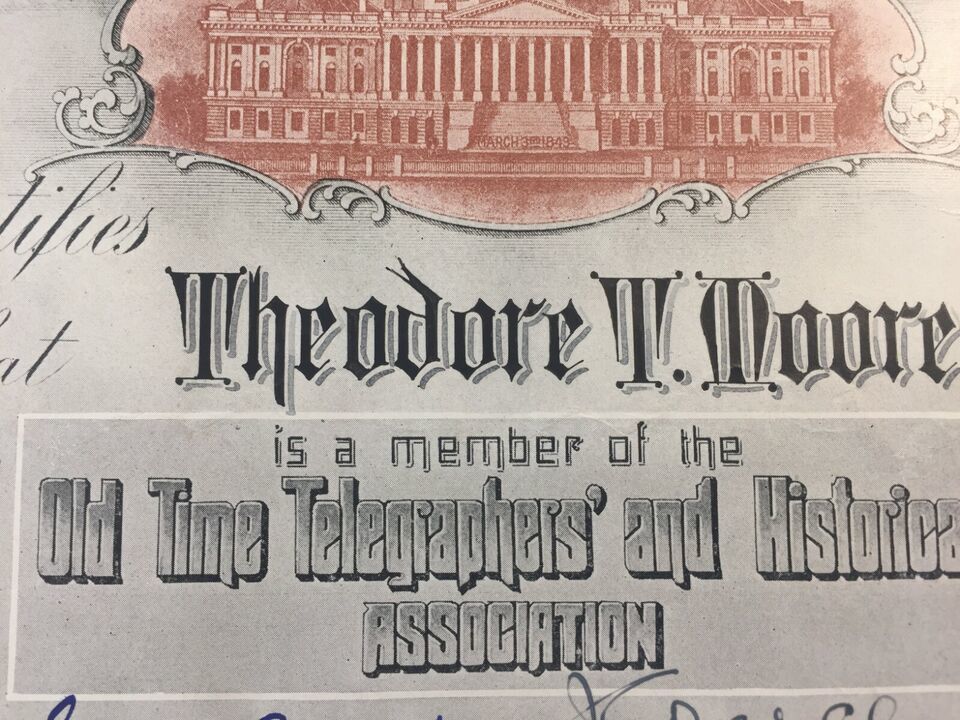 MARCH 3RD 1843
Theodore T. Moore
is a member of the
Old Time Telegraphers' and Historica
ASSOCIATION